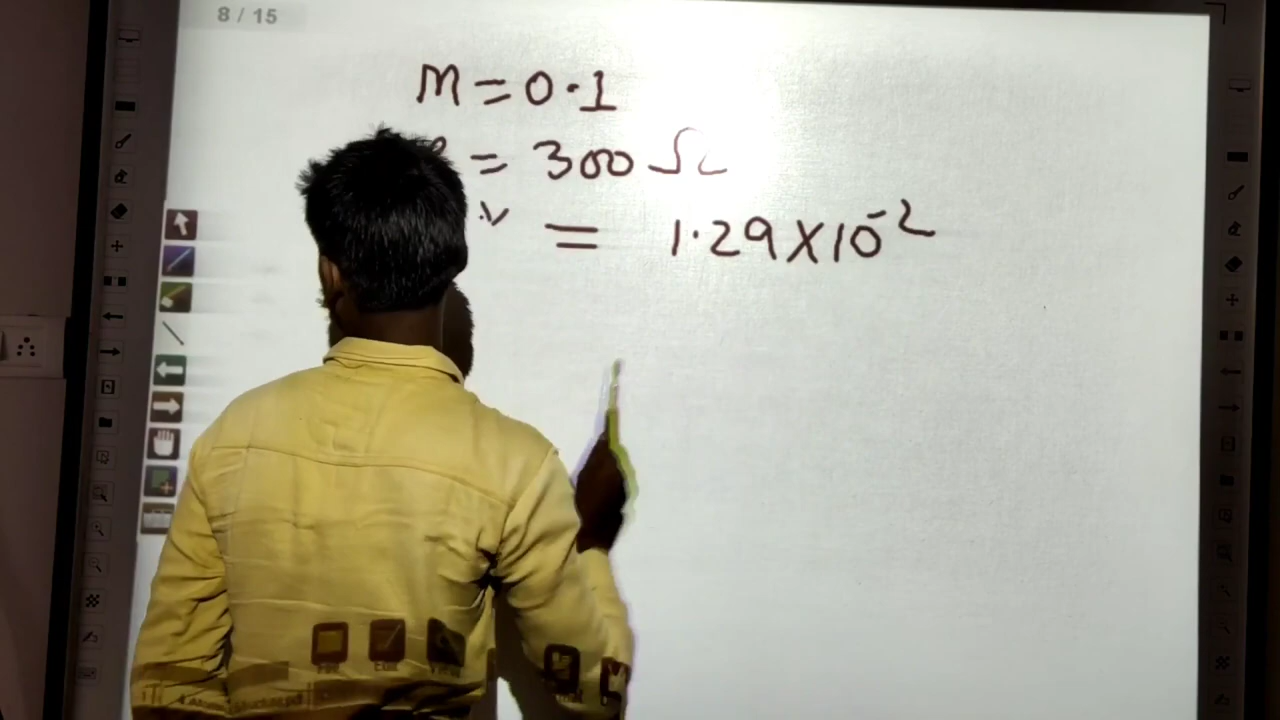 8 / 15
M = 0.1
= 300 Ω
= 1.29 X 10⁻²